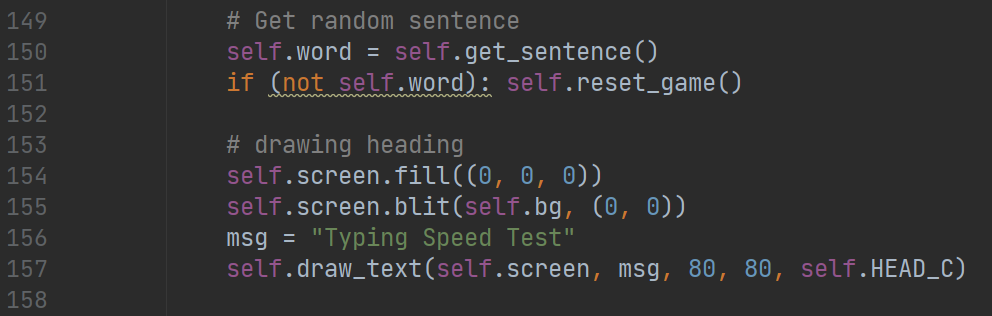 149 # Get random sentence
150 self.word = self.get_sentence()
151 if (not self.word): self.reset_game()
152
153 # drawing heading
154 self.screen.fill((0, 0, 0))
155 self.screen.blit(self.bg, (0, 0))
156 msg = "Typing Speed Test"
157 self.draw_text(self.screen, msg, 80, 80, self.HEAD_C)
158